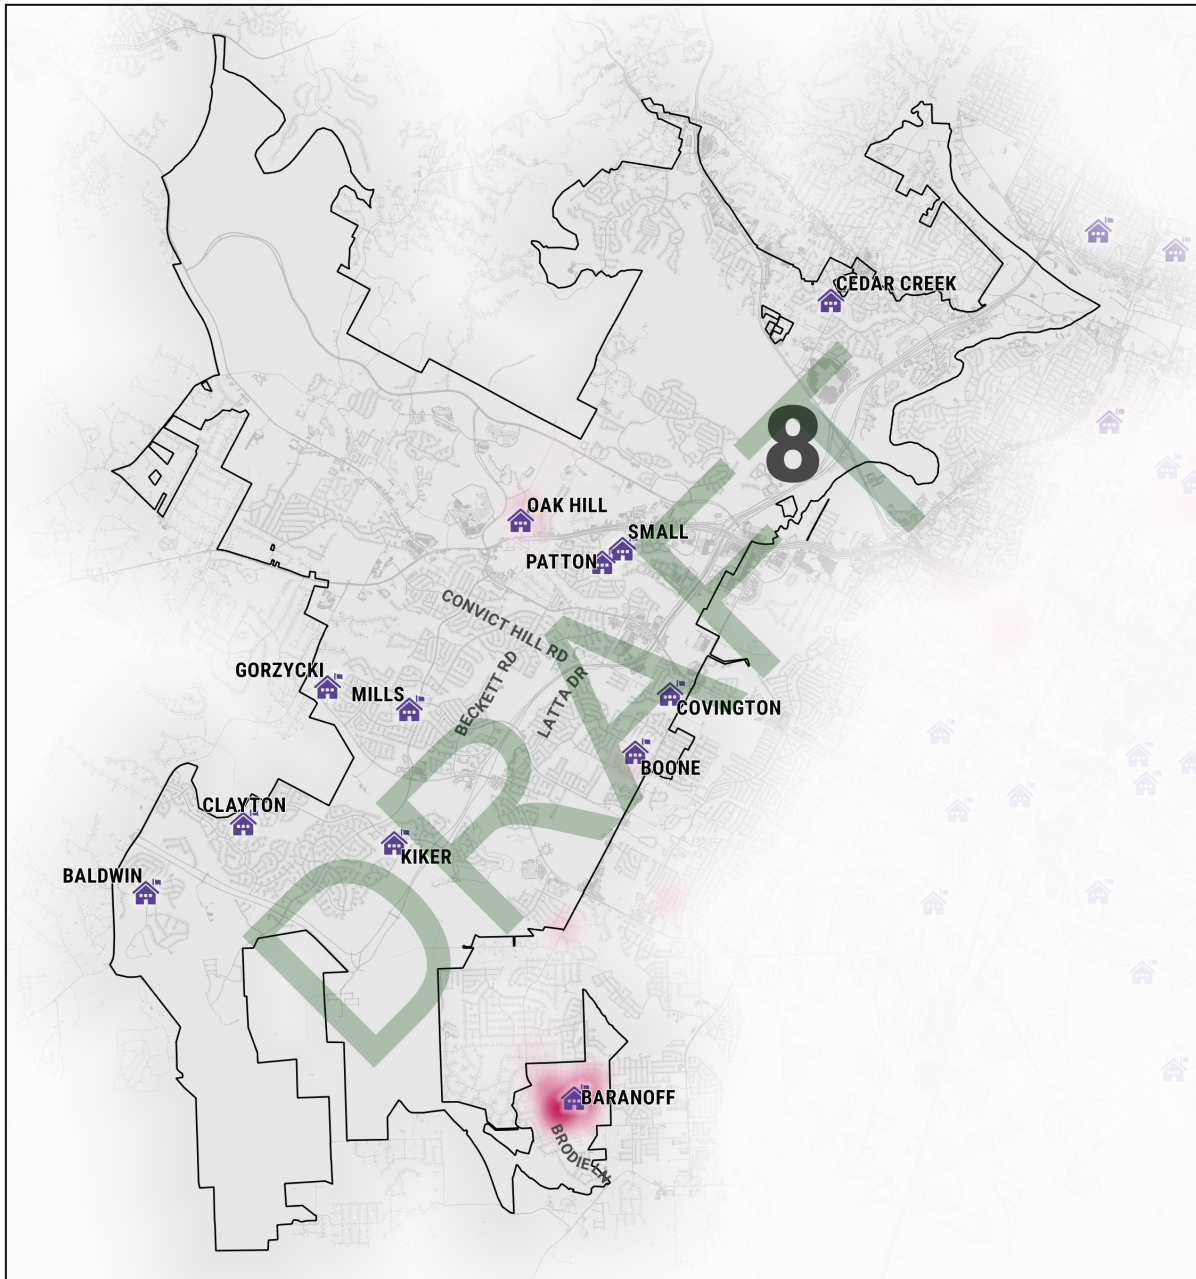 CEDAR CREEK
8
OAK HILL
SMALL
PATTON
CONVICT HILL RD
GORZYCKI
MILLS
BECKETT RD
LATTA DR
COVINGTON
BOONE
CLAYTON
KIKER
BALDWIN
DRAFT
BARANOFF
BRODIE LN